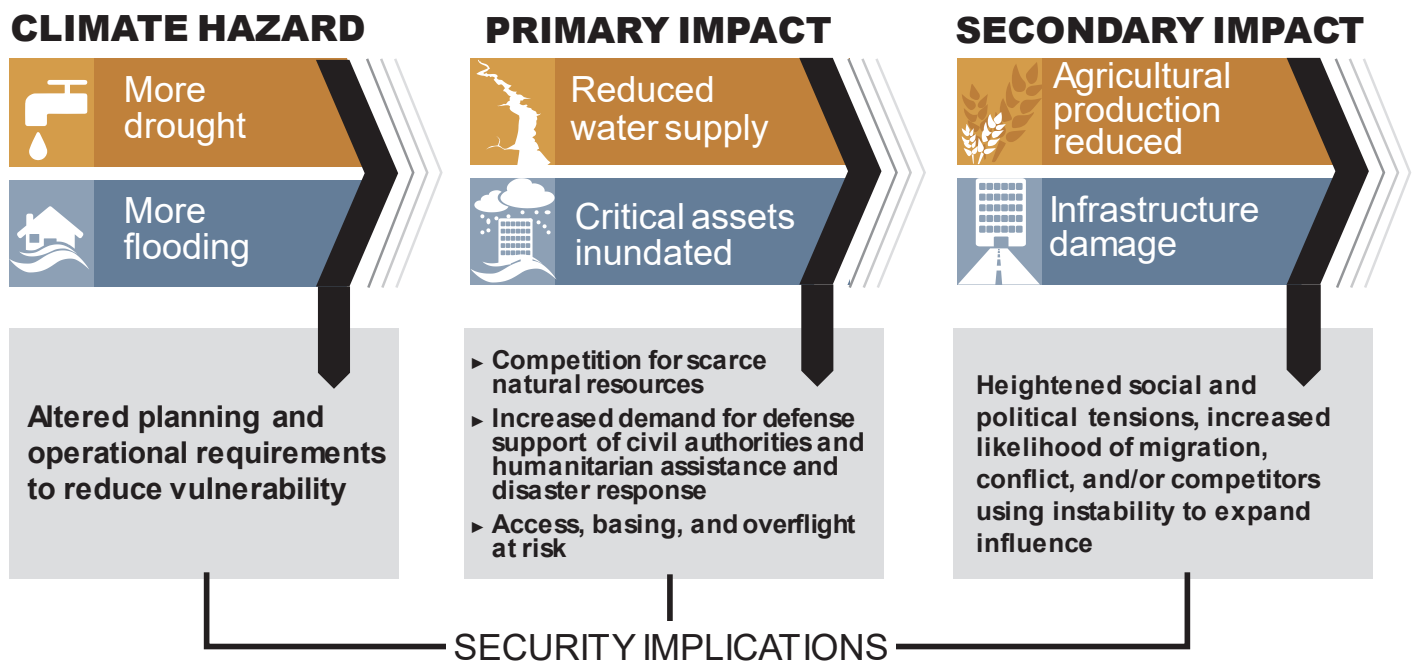 CLIMATE HAZARD
More
drought
More
flooding
Altered planning and
operational requirements
to reduce vulnerability
PRIMARY IMPACT
Reduced
water supply
Critical assets
inundated
► Competition for scarce
natural resources
► Increased demand for defense
support of civil authorities and
humanitarian assistance and
disaster response
► Access, basing, and overflight
at risk
SECONDARY IMPACT
Agricultural
production
reduced
Infrastructure
damage
Heightened social and
political tensions, increased
likelihood of migration,
conflict, and/or competitors
using instability to expand
influence
SECURITY IMPLICATIONS